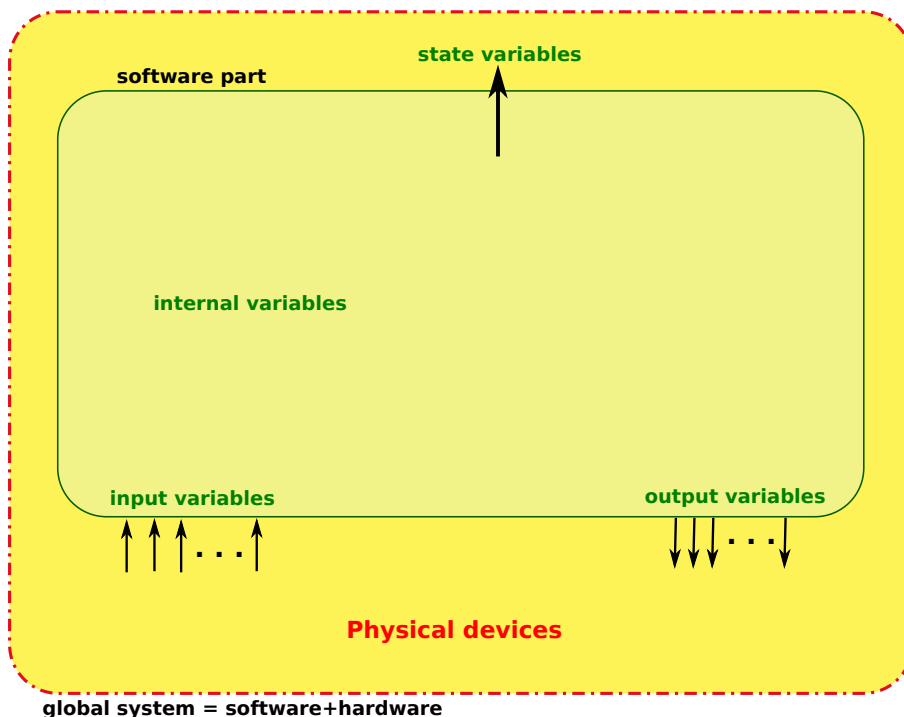 state variables
software part
internal variables
input variables
output variables
. . .
. . .
Physical devices
global system = software+hardware